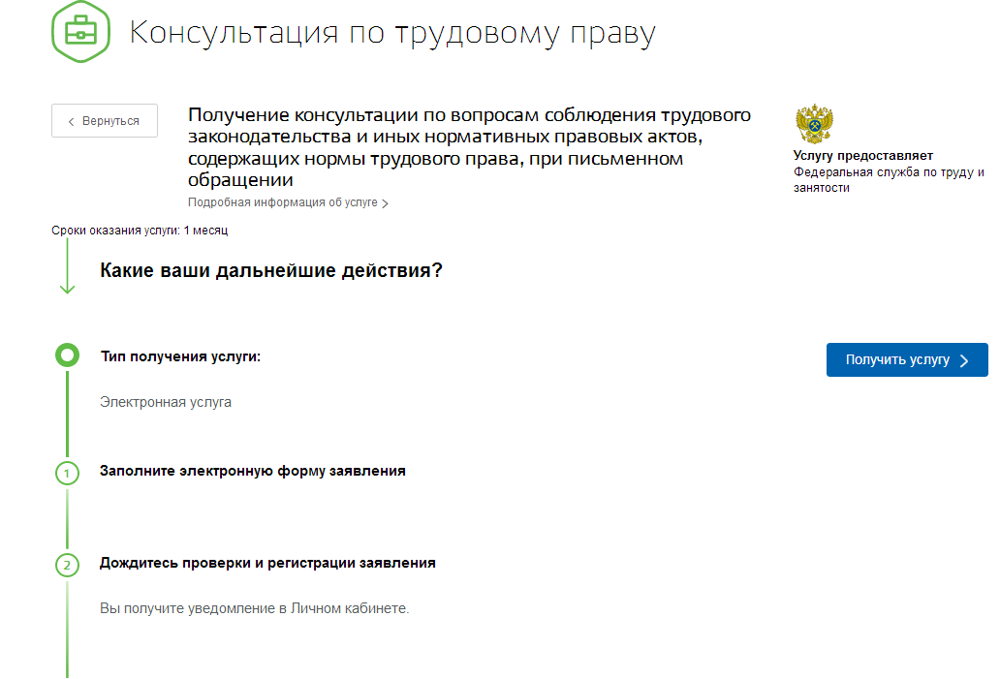 Консультация по трудовому праву
Вернуться
Получение консультации по вопросам соблюдения трудового
законодательства и иных нормативных правовых актов,
содержащих нормы трудового права, при письменном
обращении
Подробная информация об услуге
Услугу предоставляет
Федеральная служба по труду и
занятости
Сроки оказания услуги: 1 месяц
Какие ваши дальнейшие действия?
Тип получения услуги:
Получить услугу
Электронная услуга
1
Заполните электронную форму заявления
2
Дождитесь проверки и регистрации заявления
Вы получите уведомление в Личном кабинете.